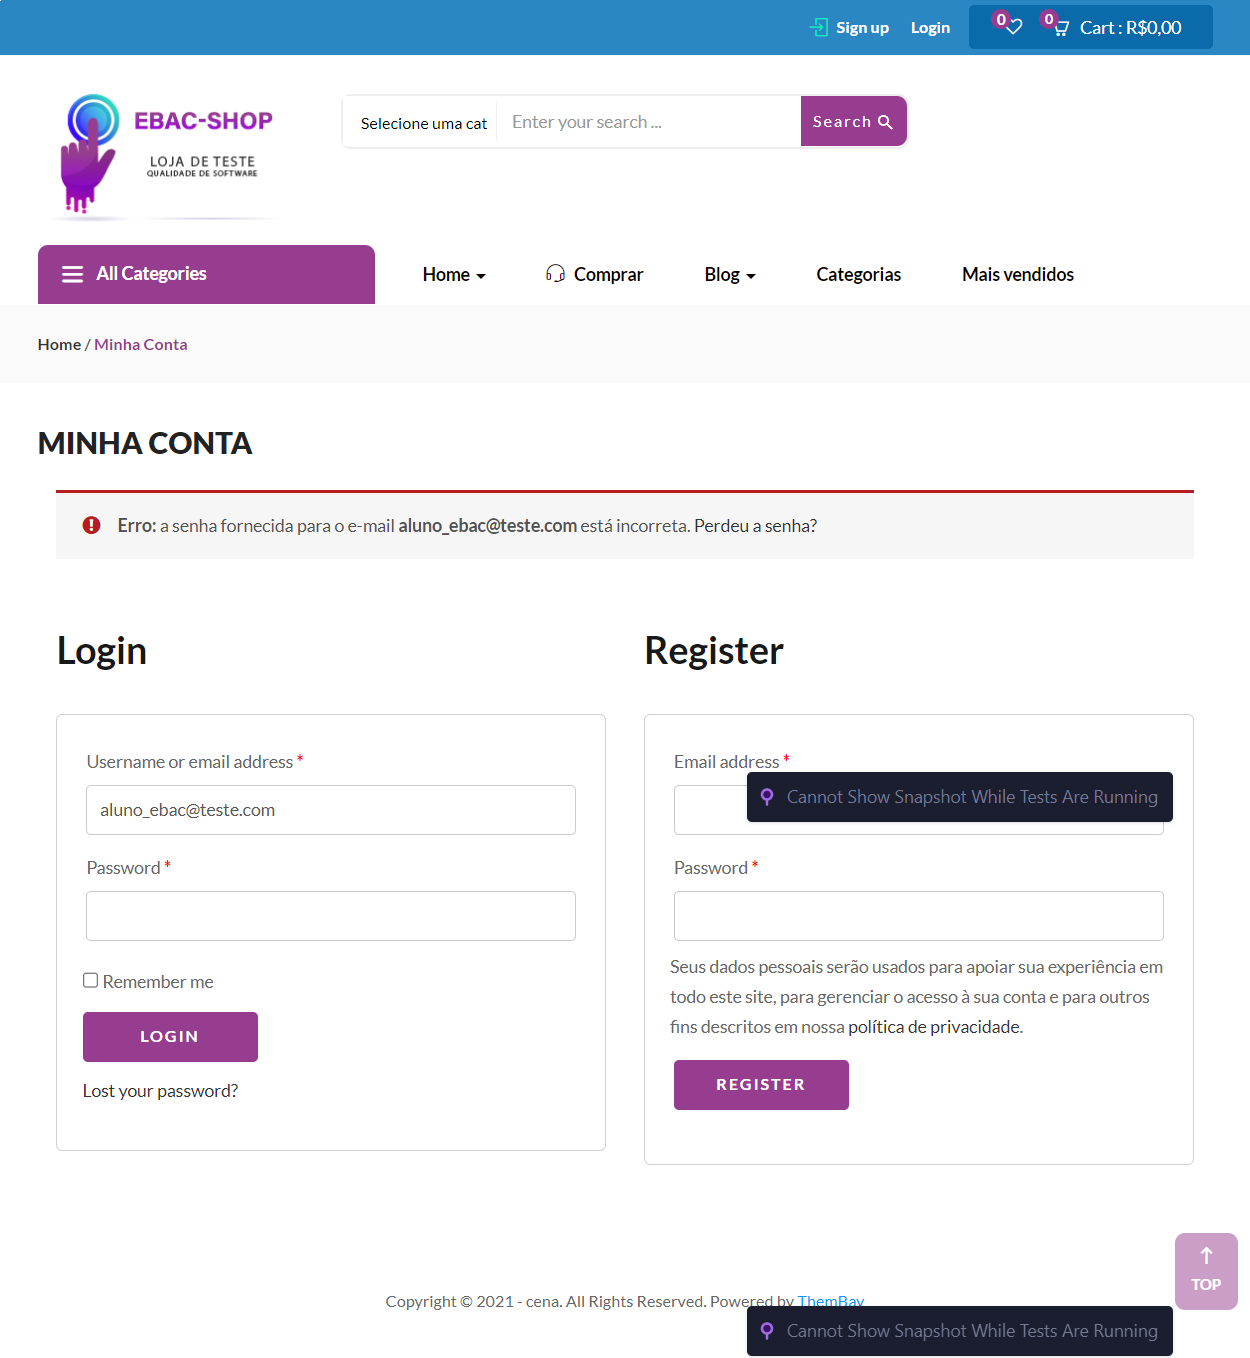 Sign up
Login
0
0
Cart : R$0,00
EBAC-SHOP
LOJA DE TESTE
QUALIDADE DE SOFTWARE
Selecione uma cat
Enter your search ...
Search
All Categories
Home
Comprar
Blog
Categorias
Mais vendidos
Home / Minha Conta
MINHA CONTA
Erro: a senha fornecida para o e-mail aluno_ebac@teste.com está incorreta. Perdeu a senha?
Login
Username or email address *
aluno_ebac@teste.com
Password *
Remember me
LOGIN
Lost your password?
Register
Email address *
Cannot Show Snapshot While Tests Are Running
Password *
Seus dados pessoais serão usados para apoiar sua experiência em
todo este site, para gerenciar o acesso à sua conta e para outros
fins descritos em nossa política de privacidade.
REGISTER
TOP
Copyright © 2021 - cena. All Rights Reserved. Powered by ThemBay
Cannot Show Snapshot While Tests Are Running